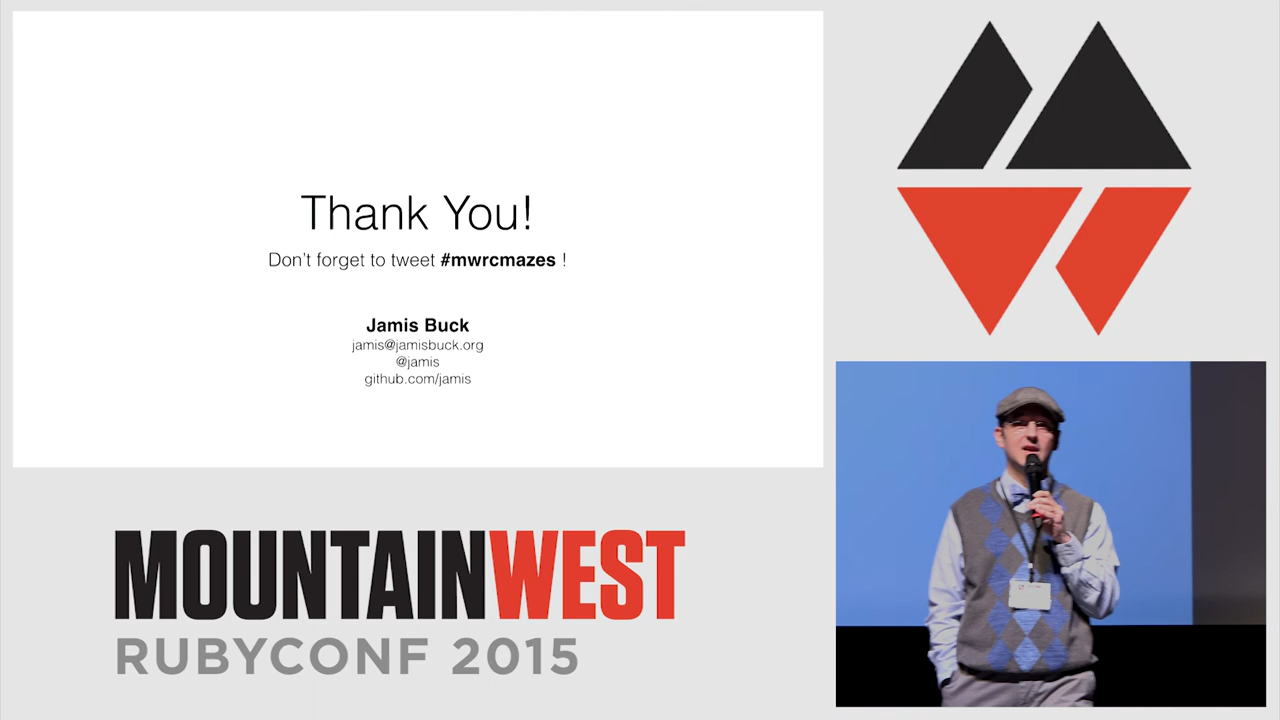 Thank You!
Don't forget to tweet #mwrcmazes !
Jamis Buck
jamis@jamisbuck.org
@jamis
github.com/jamis
MOUNTAINWEST
RUBYCONF 2015